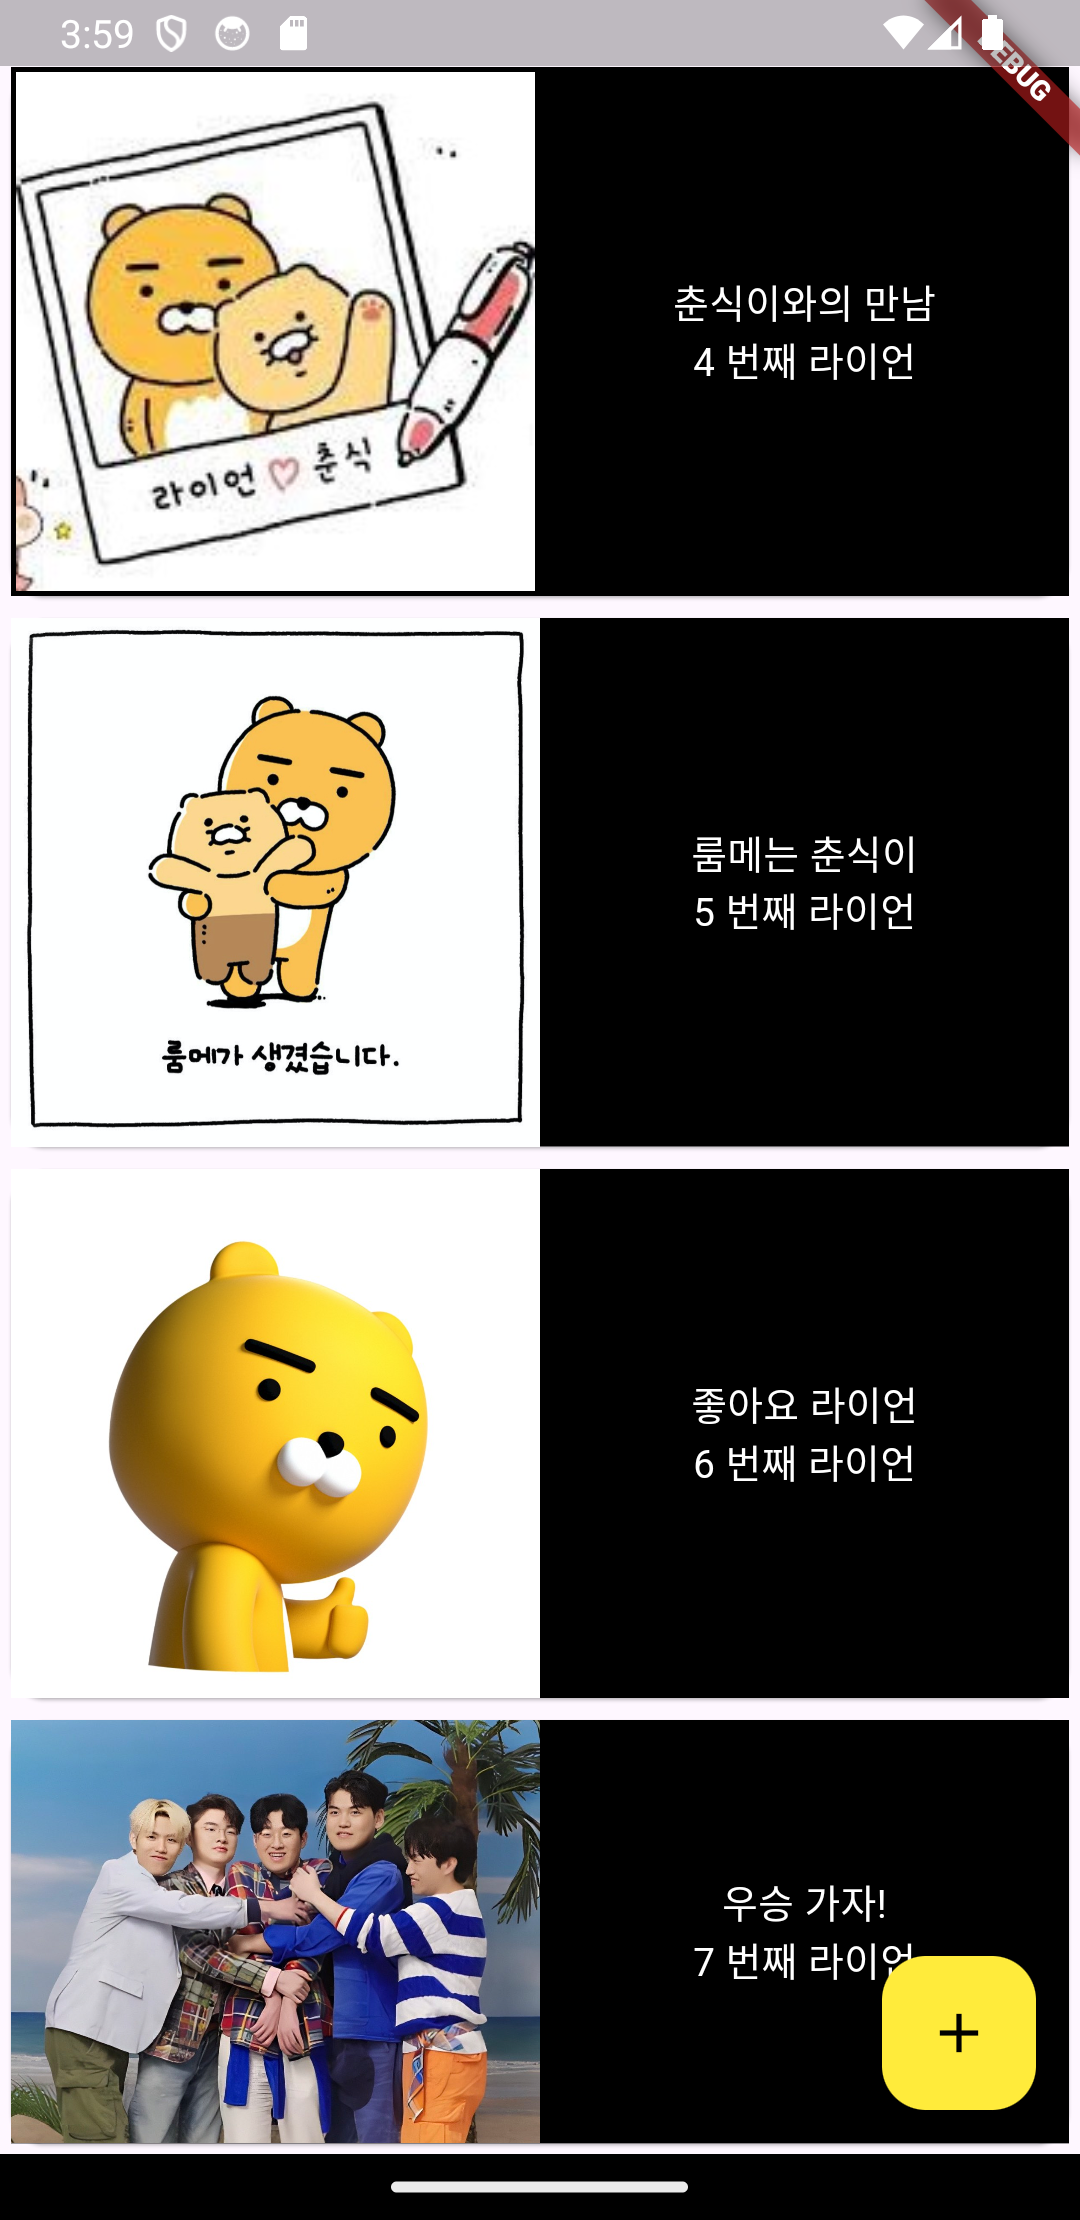 3:59
DEBUG
라이언♡춘식
춘식이와의 만남
4 번째 라이언
룸메가 생겼습니다.
룸메는 춘식이
5 번째 라이언
좋아요 라이언
6 번째 라이언
우승 가자!
7 번째 라이언